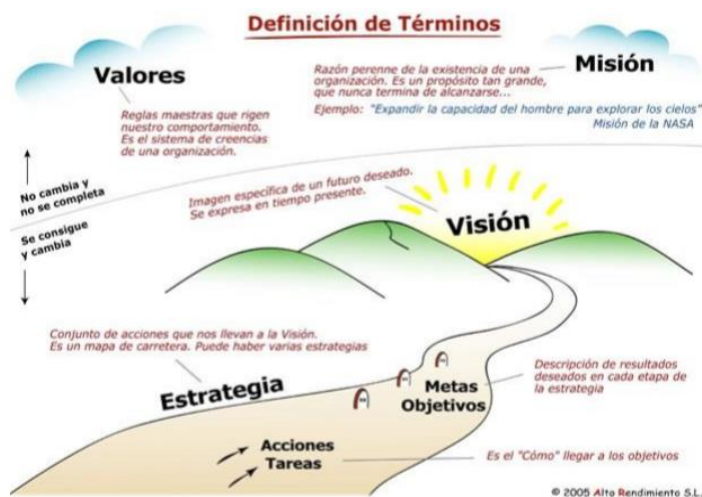 Definición de Términos
Valores
Reglas maestras que rigen
nuestro comportamiento.
Es el sistema de creencias
de una organización.
Misión
Razón perenne de la existencia de una
organización. Es un propósito tan grande,
que nunca termina de alcanzarse...
Ejemplo: "Expandir la capacidad del hombre para explorar los cielos"
Misión de la NASA
No cambia y
no se completa
Se consigue
y cambia
Imagen específica de un futuro deseado.
Se expresa en tiempo presente.
Visión
Conjunto de acciones que nos llevan a la Visión.
Es un mapa de carretera. Puede haber varias estrategias
Estrategia
Metas
Objetivos
Descripción de resultados
deseados en cada etapa de
la estrategia
Acciones
Tareas
Es el "Cómo" llegar a los objetivos
© 2005 Alto Rendimiento S.L.